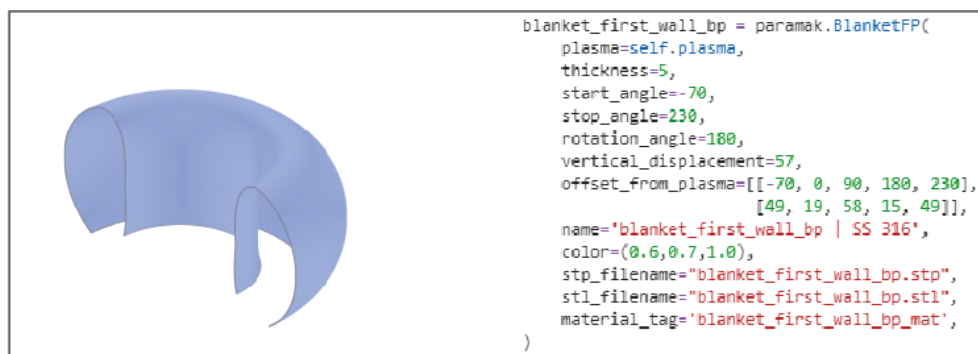 blanket_first_wall_bp = paramak.BlanketFP(
    plasma=self.plasma,
    thickness=5,
    start_angle=-70,
    stop_angle=230,
    rotation_angle=180,
    vertical_displacement=57,
    offset_from_plasma=[[-70, 0, 90, 180, 230],
                        [49, 19, 58, 15, 49]],
    name='blanket_first_wall_bp | SS 316',
    color=(0.6,0.7,1.0),
    stp_filename="blanket_first_wall_bp.stp",
    stl_filename="blanket_first_wall_bp.stl",
    material_tag='blanket_first_wall_bp_mat',
)